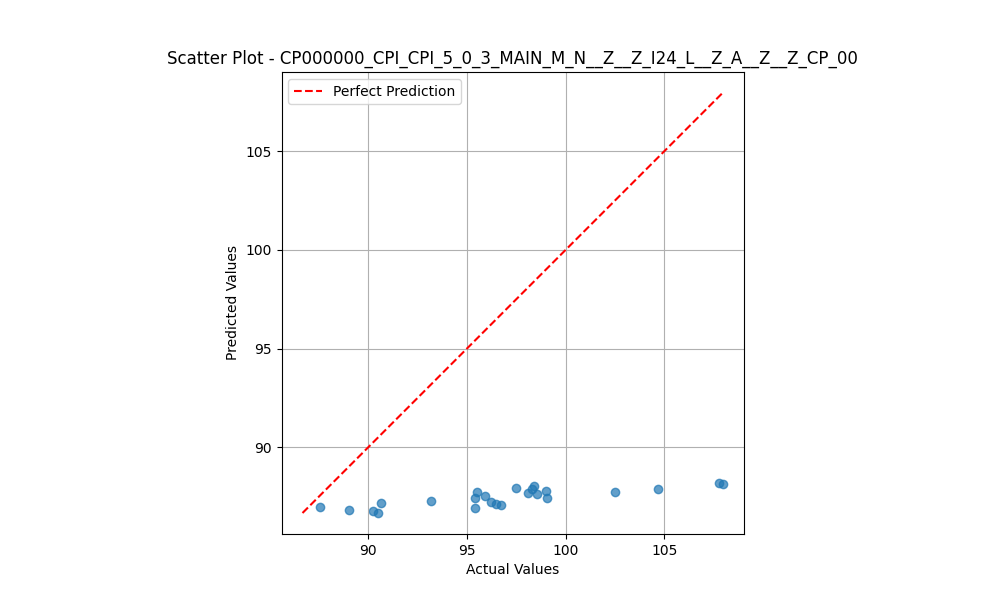 Scatter Plot - CP000000_CPI_CPI_5_0_3_MAIN_M_N__Z__Z_I24_L__Z_A__Z__Z_CP_00
Perfect Prediction
105
100
95
90
Predicted Values
90 95 100 105
Actual Values